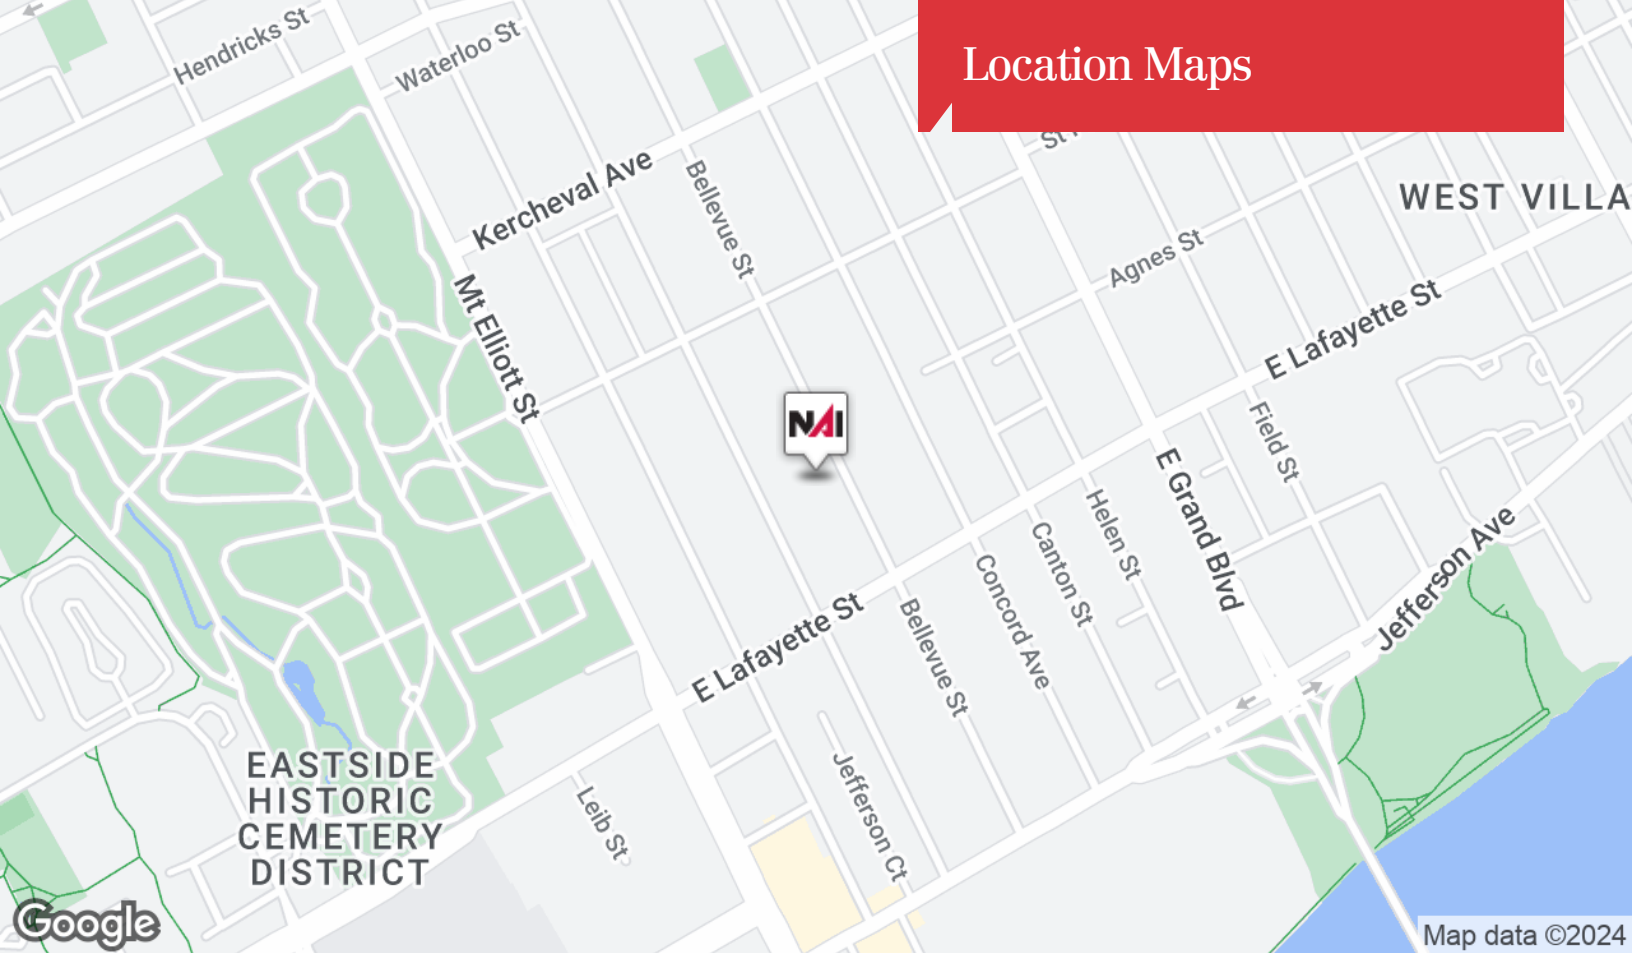 Location Maps
Hendricks St
Waterloo St
Kercheval Ave
Bellevue St
St
WEST VILLA
Agnes St
Mt Elliott St
E Lafayette St
NAI
Field St
E Grand Blvd
Helen St
Canton St
Concord Ave
Jefferson Ave
E Lafayette St
Bellevue St
EASTSIDE
HISTORIC
CEMETERY
DISTRICT
Leib St
Jefferson Ct
Google
Map data ©2024